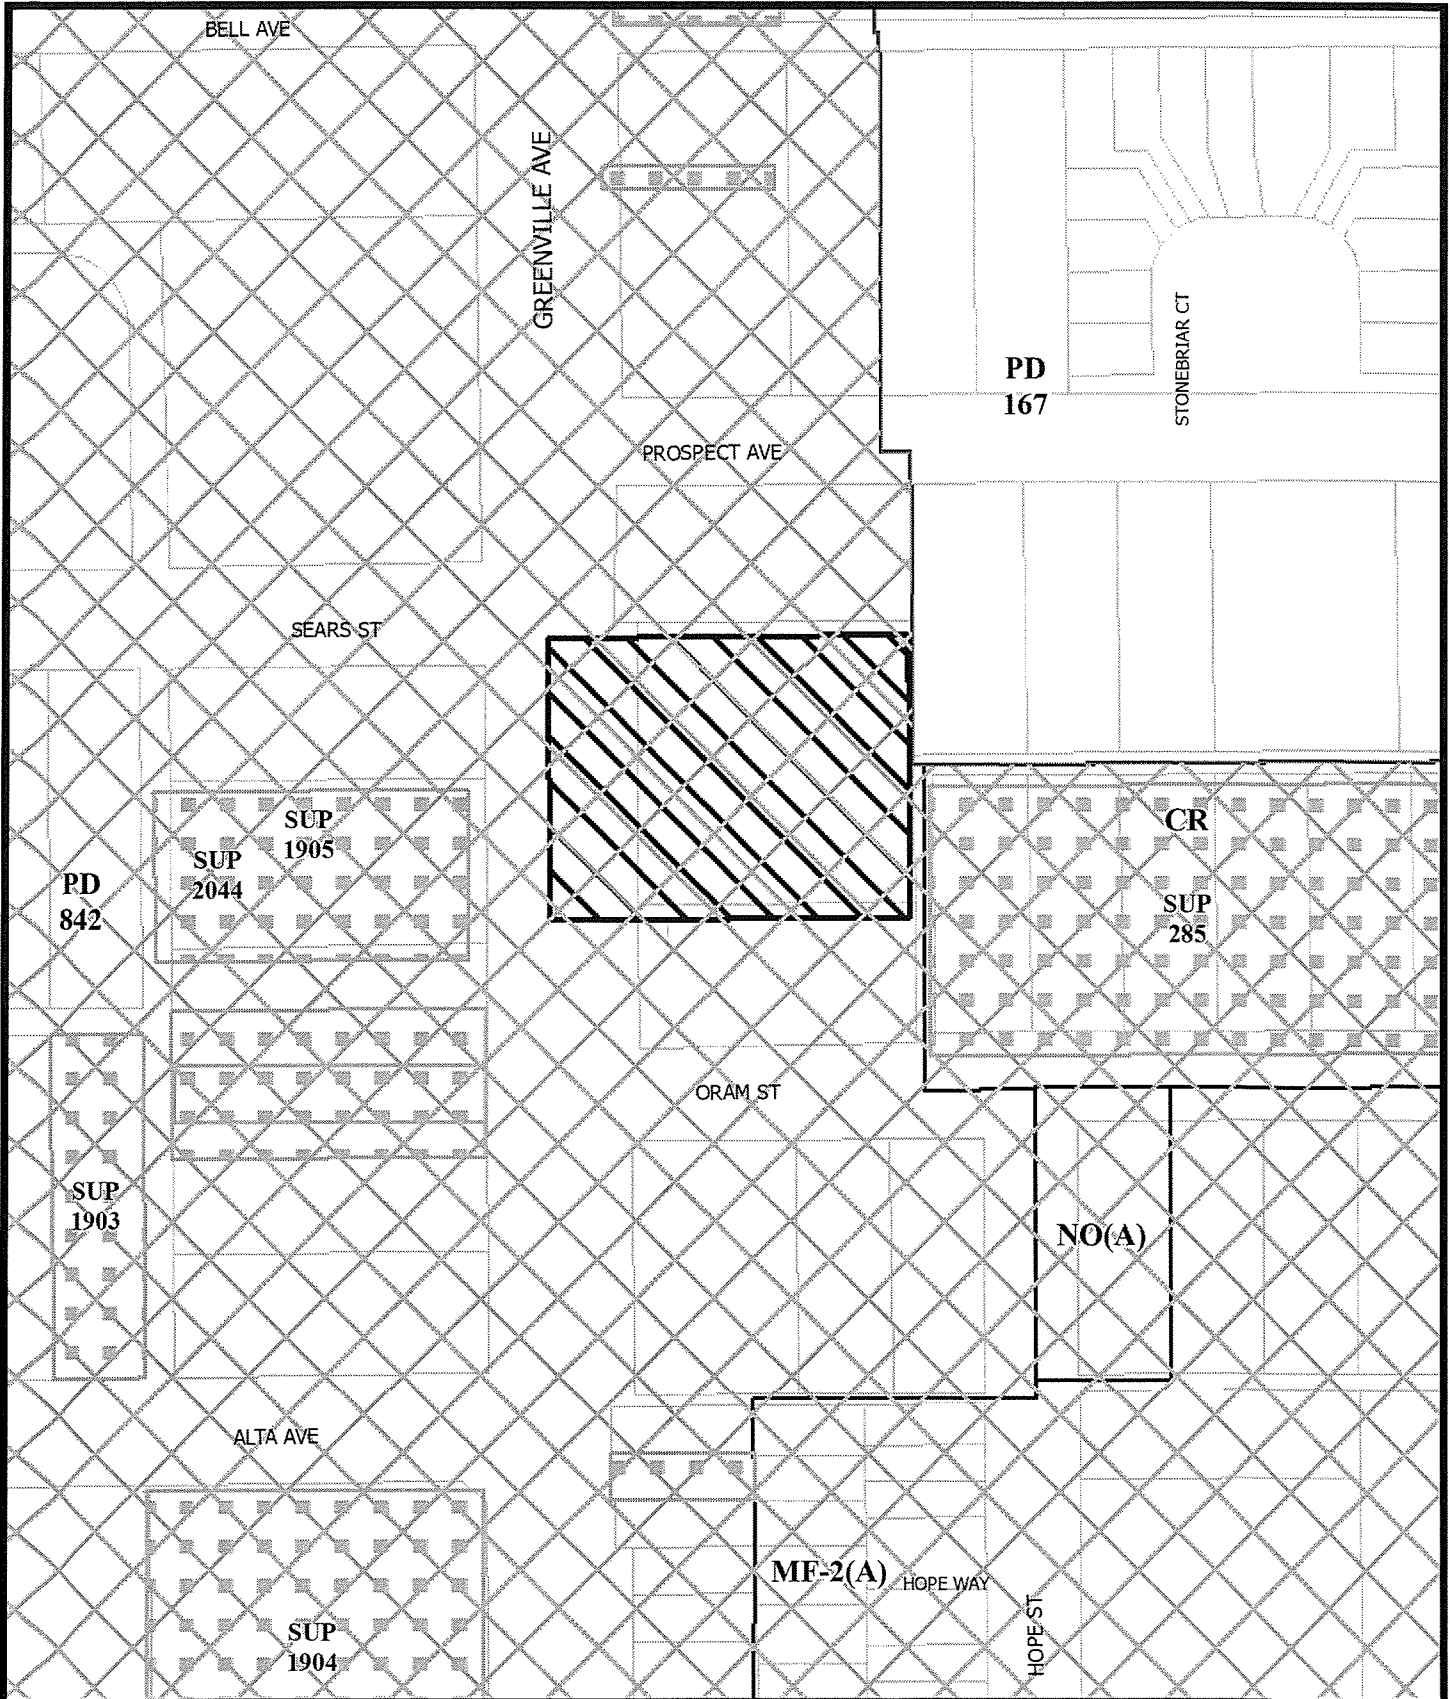 BELL AVE
GREENVILLE AVE
STONEBRIAR CT
PD
167
PROSPECT AVE
SEARS ST
SUP
1905
SUP
2044
PD
842
CR
SUP
285
ORAM ST
SUP
1903
NO(A)
ALTA AVE
MF-2(A)
HOPE WAY
HOPE ST
SUP
1904